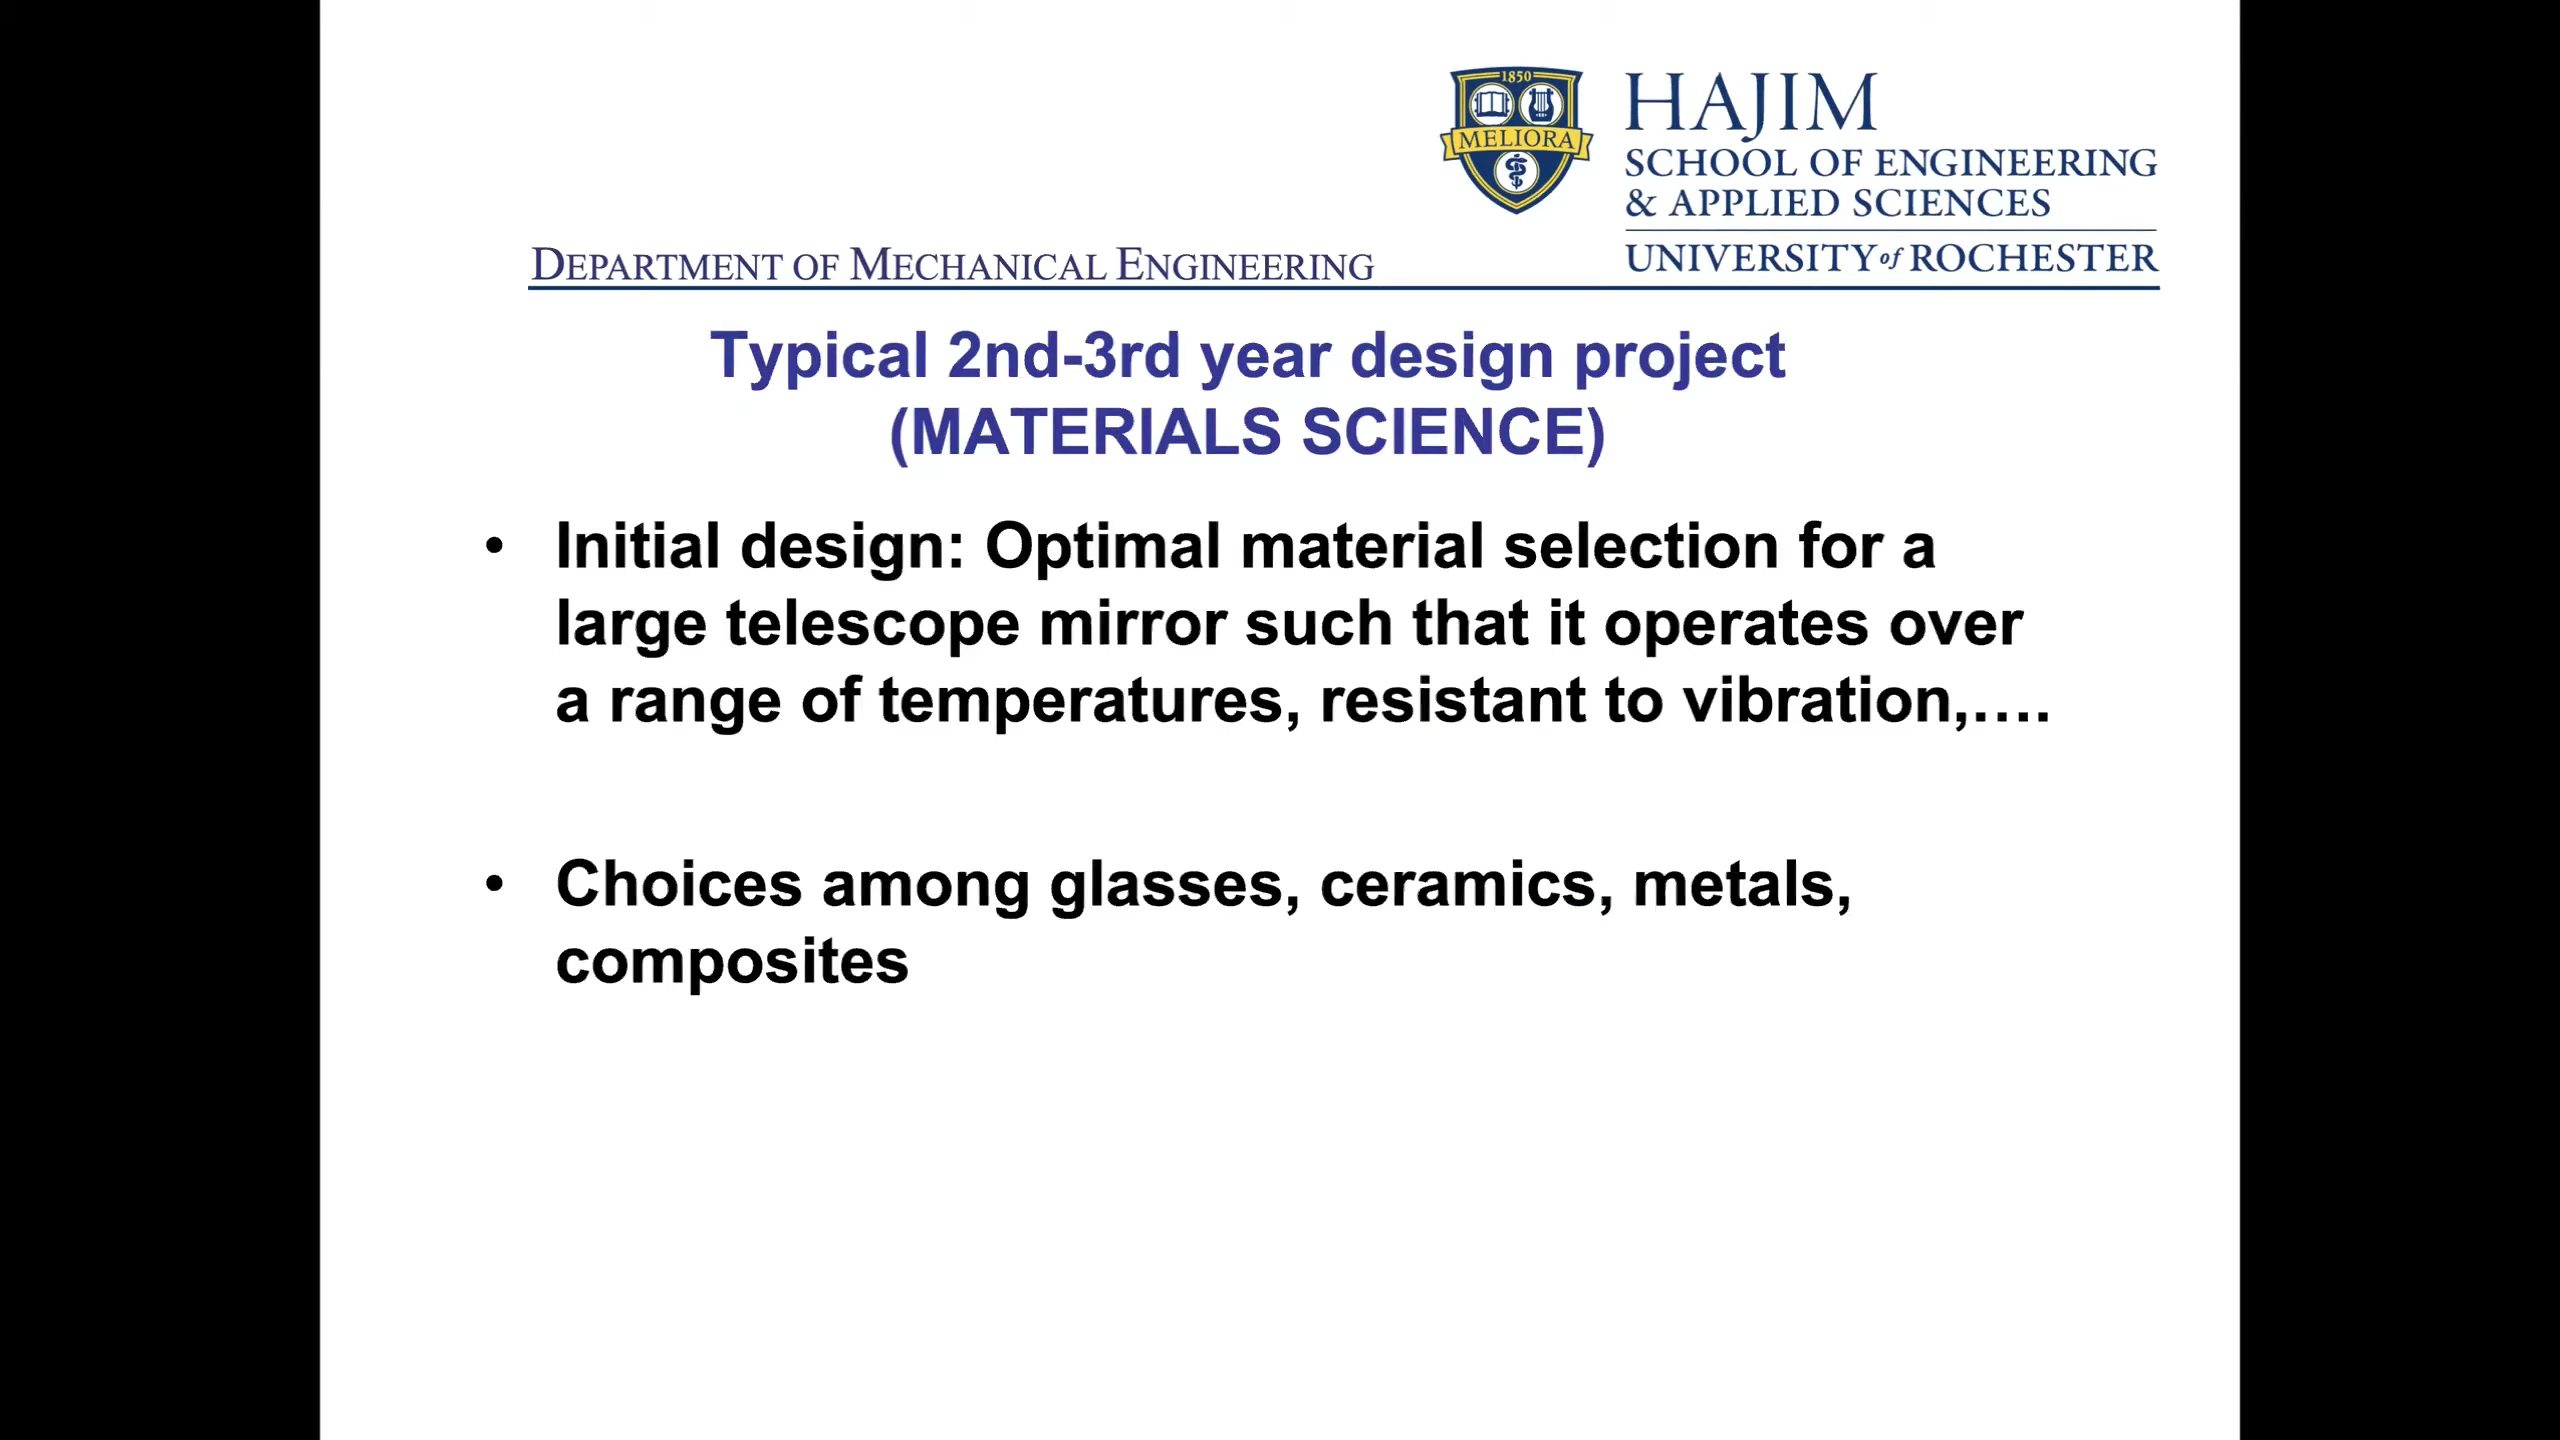 1850
MELIORA
HAJIM
SCHOOL OF ENGINEERING
& APPLIED SCIENCES
UNIVERSITY of ROCHESTER
DEPARTMENT OF MECHANICAL ENGINEERING
Typical 2nd-3rd year design project
(MATERIALS SCIENCE)
• Initial design: Optimal material selection for a
large telescope mirror such that it operates over
a range of temperatures, resistant to vibration,….
• Choices among glasses, ceramics, metals,
composites